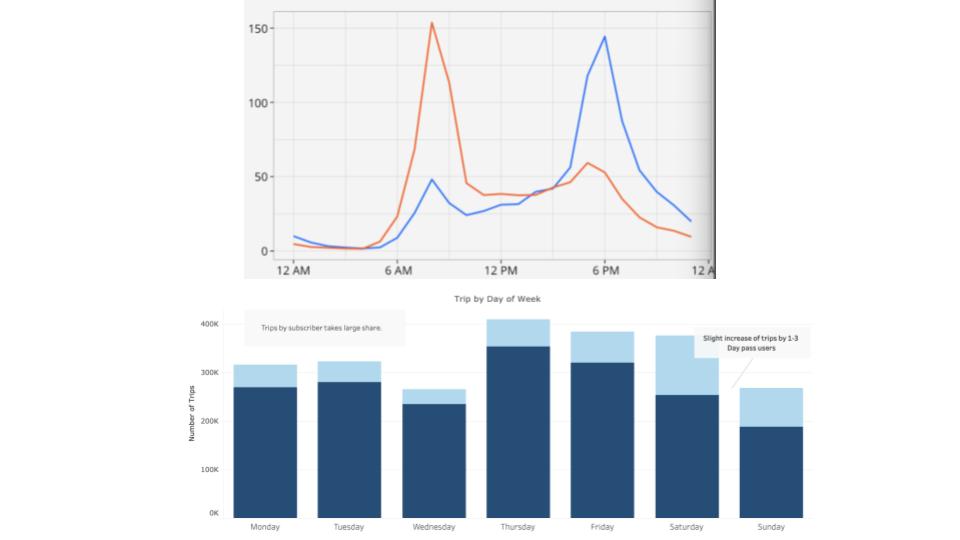 150
100
50
0
12 AM
6 AM
12 PM
6 PM
12 A
Trip by Day of Week
Trips by subscriber takes large share.
Slight increase of trips by 1-3
Day pass users
Number of Trips
400K
300K
200K
100K
0K
Monday
Tuesday
Wednesday
Thursday
Friday
Saturday
Sunday